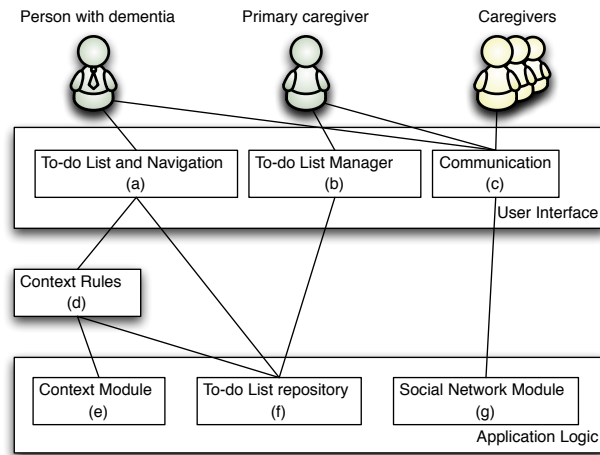 Person with dementia
Primary caregiver
Caregivers
To-do List and Navigation
(a)
To-do List Manager
(b)
Communication
(c)
User Interface
Context Rules
(d)
Context Module
(e)
To-do List repository
(f)
Social Network Module
(g)
Application Logic